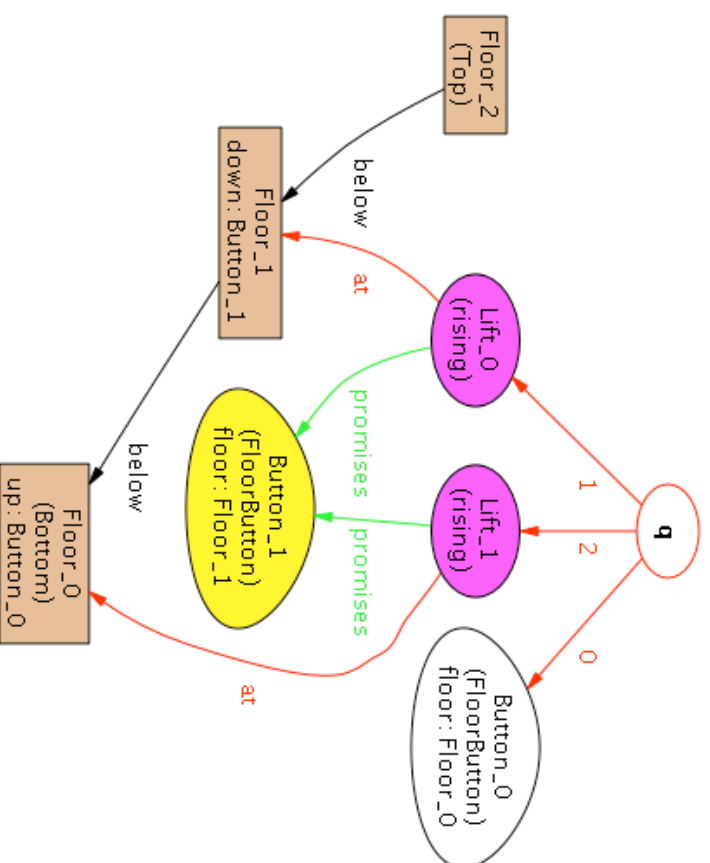 q
1
2
0
Lift_0
(rising)
Lift_1
(rising)
Button_0
(FloorButton)
floor: Floor_0
Floor_2
(Top)
below
at
promises
promises
at
Floor_1
down: Button_1
Button_1
(FloorButton)
floor: Floor_1
below
Floor_0
(Bottom)
up: Button_0